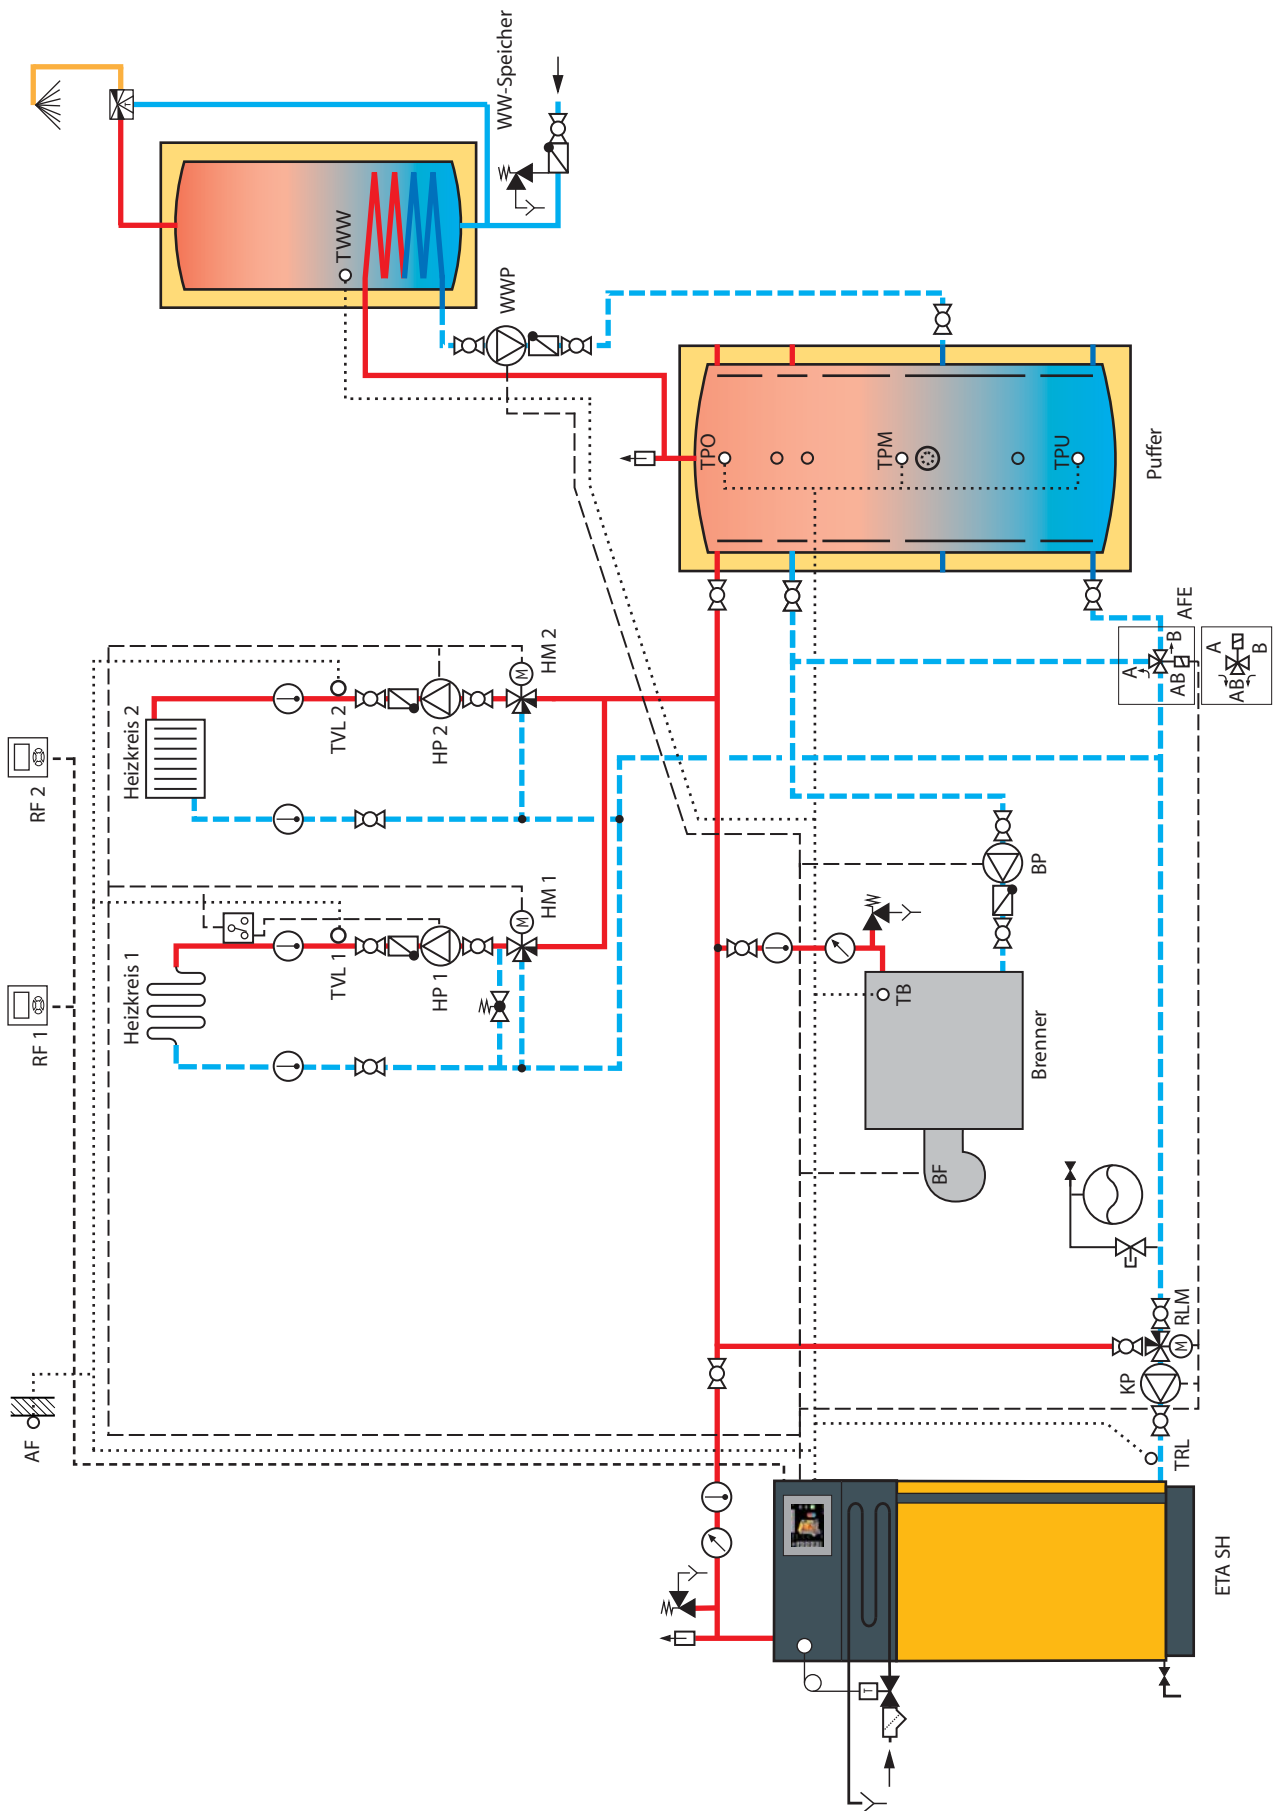 WW-Speicher
TWW
WWP
TPO
TPM
TPU
Puffer
AFE
A
B
AB
A
B
AB
RF 2
Heizkreis 2
TVL 2
HP 2
HM 2
M
RF 1
Heizkreis 1
TVL 1
HP 1
HM 1
M
BP
TB
Brenner
BF
RLM
M
KP
TRL
AF
ETA SH
T
T